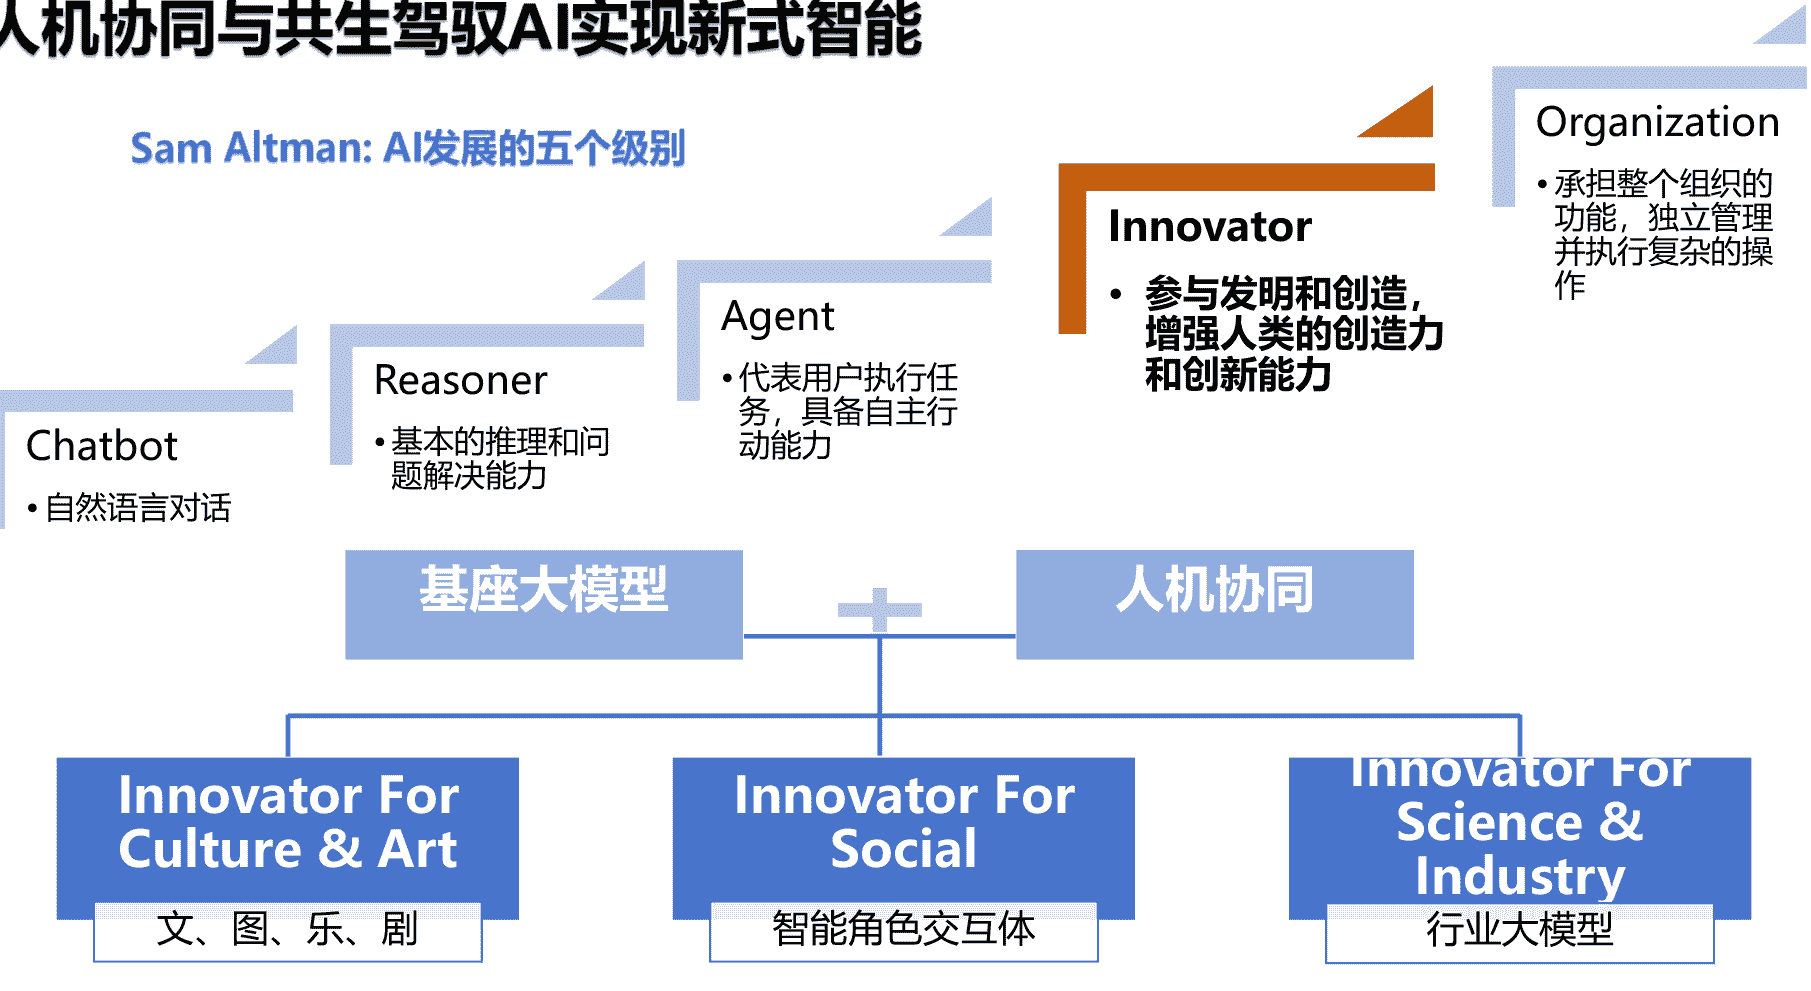 人机协同与共生驾驭AI实现新式智能
Sam Altman: AI发展的五个级别
Chatbot
• 自然语言对话
Reasoner
• 基本的推理和问
题解决能力
Agent
• 代表用户执行任
务，具备自主行
动能力
Innovator
• 参与发明和创造，
增强人类的创造力
和创新能力
Organization
• 承担整个组织的
功能，独立管理
并执行复杂的操
作
基座大模型
人机协同
Innovator For
Culture & Art
文、图、乐、剧
Innovator For
Social
智能角色交互体
Innovator For
Science &
Industry
行业大模型